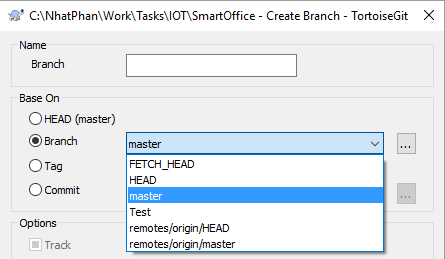 C:\NhatPhan\Work\Tasks\IOT\SmartOffice - Create Branch - TortoiseGit
Name
Branch
Base On
HEAD (master)
Branch
master
...
FETCH_HEAD
HEAD
master
Test
remotes/origin/HEAD
remotes/origin/master
Tag
Commit
...
Options
Track